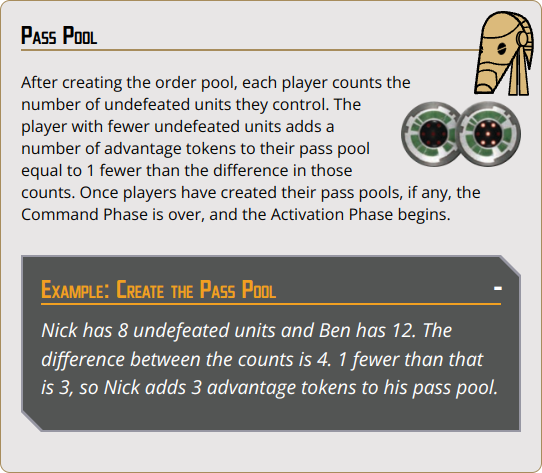 Pass Pool
After creating the order pool, each player counts the
number of undefeated units they control. The
player with fewer undefeated units adds a
number of advantage tokens to their pass pool
equal to 1 fewer than the difference in those
counts. Once players have created their pass pools, if any, the
Command Phase is over, and the Activation Phase begins.
Example: Create the Pass Pool -
Nick has 8 undefeated units and Ben has 12. The
difference between the counts is 4. 1 fewer than that
is 3, so Nick adds 3 advantage tokens to his pass pool.